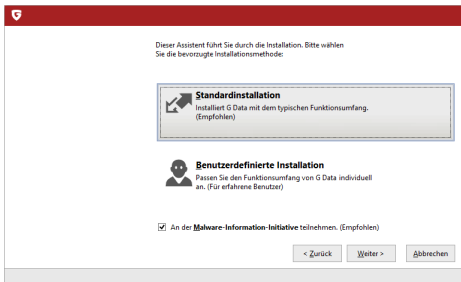 Dieser Assistent führt Sie durch die Installation. Bitte wählen
Sie die bevorzugte Installationsmethode:
Standardinstallation
Installiert G Data mit dem typischen Funktionsumfang.
(Empfohlen)
Benutzerdefinierte Installation
Passen Sie den Funktionsumfang von G Data individuell
an. (Für erfahrene Benutzer)
An der Malware-Information-Initiative teilnehmen. (Empfohlen)
< Zurück Weiter > Abbrechen